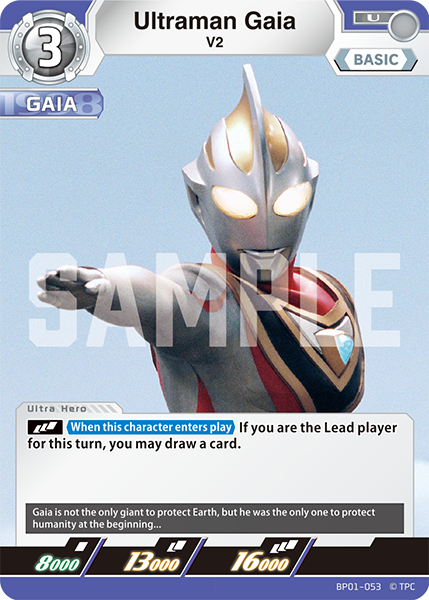 3
Ultraman Gaia
V2
U
BASIC
1998
GAIA
SAMPLE
Ultra Hero
When this character enters play If you are the Lead player
for this turn, you may draw a card.
Gaia is not the only giant to protect Earth, but he was the only one to protect
humanity at the beginning...
8000 13000 16000
BP01-053 © TPC